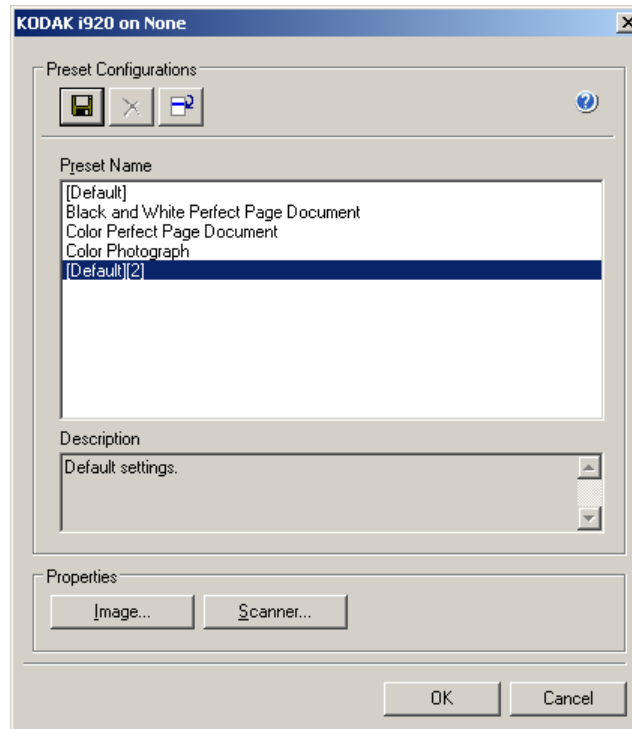 KODAK i920 on None
Preset Configurations
Preset Name
[Default]
Black and White Perfect Page Document
Color Perfect Page Document
Color Photograph
[Default][2]
Description
Default settings.
Properties
Image...
Scanner...
OK
Cancel